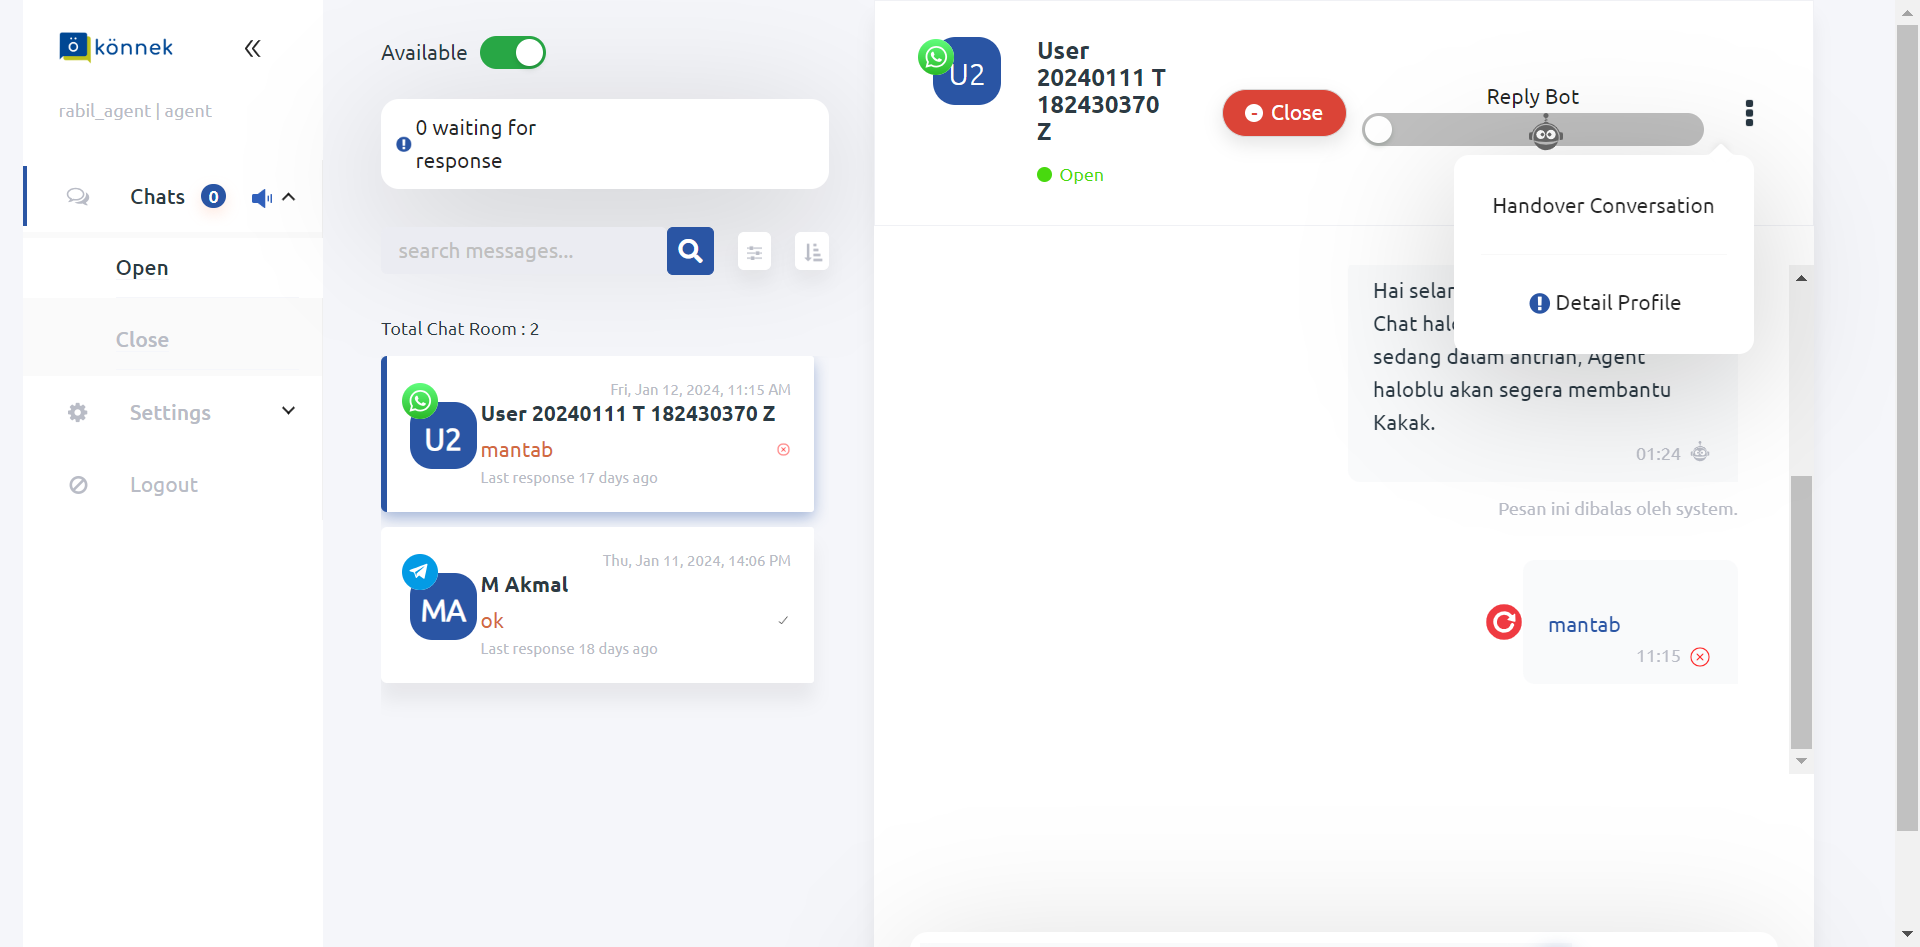 ö könnek
rabil_agent | agent
Chats 0
Open
Close
Settings
Logout
Available
0 waiting for
response
search messages...
Total Chat Room : 2
Fri, Jan 12, 2024, 11:15 AM
User 20240111 T 182430370 Z
U2
mantab
Last response 17 days ago
Thu, Jan 11, 2024, 14:06 PM
M Akmal
MA
ok
Last response 18 days ago
U2
User
20240111 T
182430370
Z
Open
Close
Reply Bot
Handover Conversation
Detail Profile
Hai
Chat
sedang dalam antrian, Agent
haloblu akan segera membantu
Kakak.
01:24
Pesan ini dibalas oleh system.
mantab
11:15